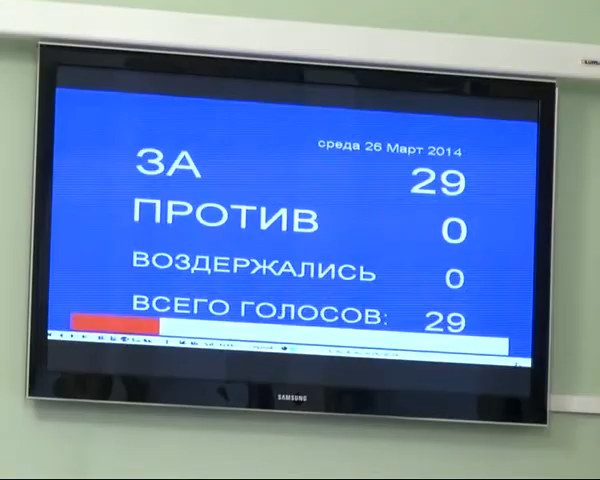 среда 26 Март 2014
ЗА 29
ПРОТИВ 0
ВОЗДЕРЖАЛИСЬ 0
ВСЕГО ГОЛОСОВ: 29
SAMSUNG